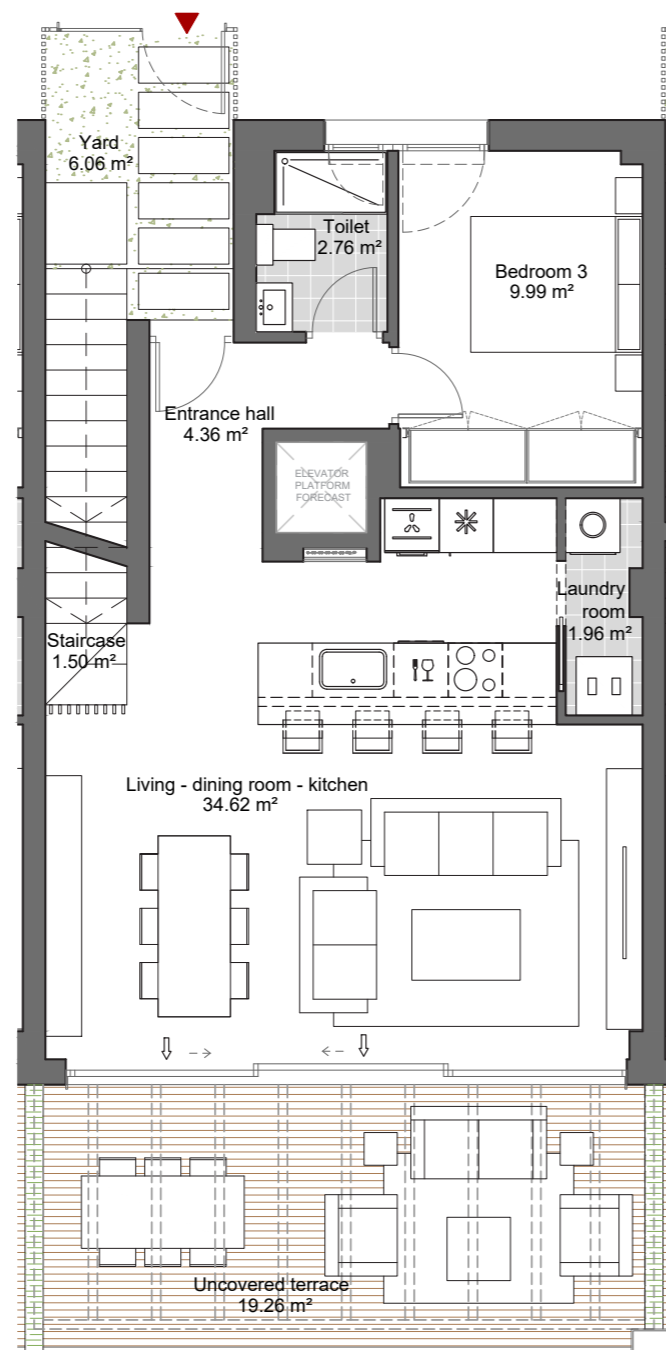 Yard
6.06 m²
Toilet
2.76 m²
Bedroom 3
9.99 m²
Entrance hall
4.36 m²
ELEVATOR
PLATFORM
FORECAST
Laundry
room
1.96 m²
Staircase
1.50 m²
Living - dining room - kitchen
34.62 m²
Uncovered terrace
19.26 m²